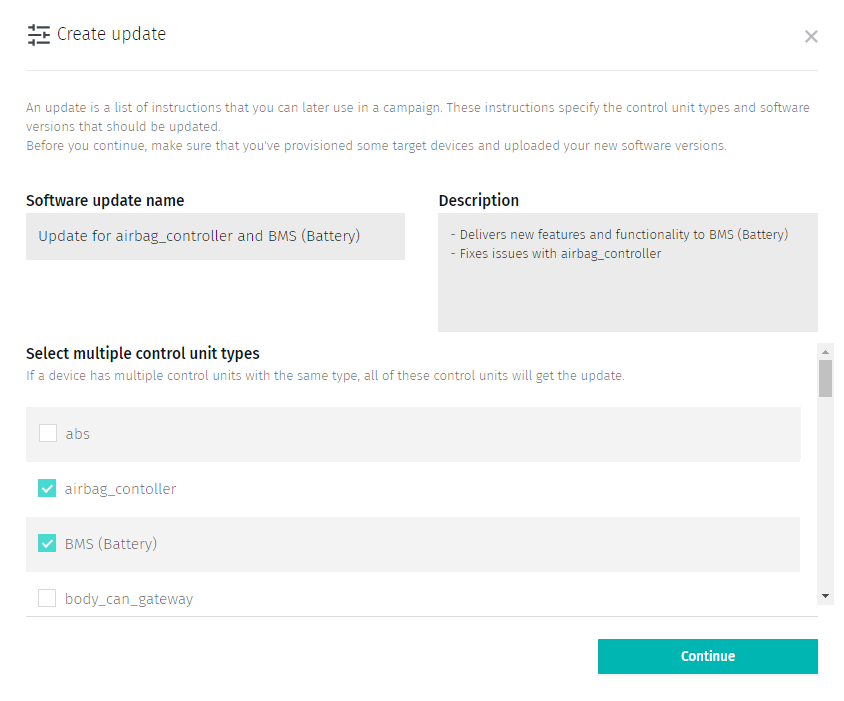 Create update
An update is a list of instructions that you can later use in a campaign. These instructions specify the control unit types and software
versions that should be updated.
Before you continue, make sure that you've provisioned some target devices and uploaded your new software versions.
Software update name
Update for airbag_controller and BMS (Battery)
Description
- Delivers new features and functionality to BMS (Battery)
- Fixes issues with airbag_controller
Select multiple control unit types
If a device has multiple control units with the same type, all of these control units will get the update.
abs
airbag_contoller
BMS (Battery)
body_can_gateway
Continue